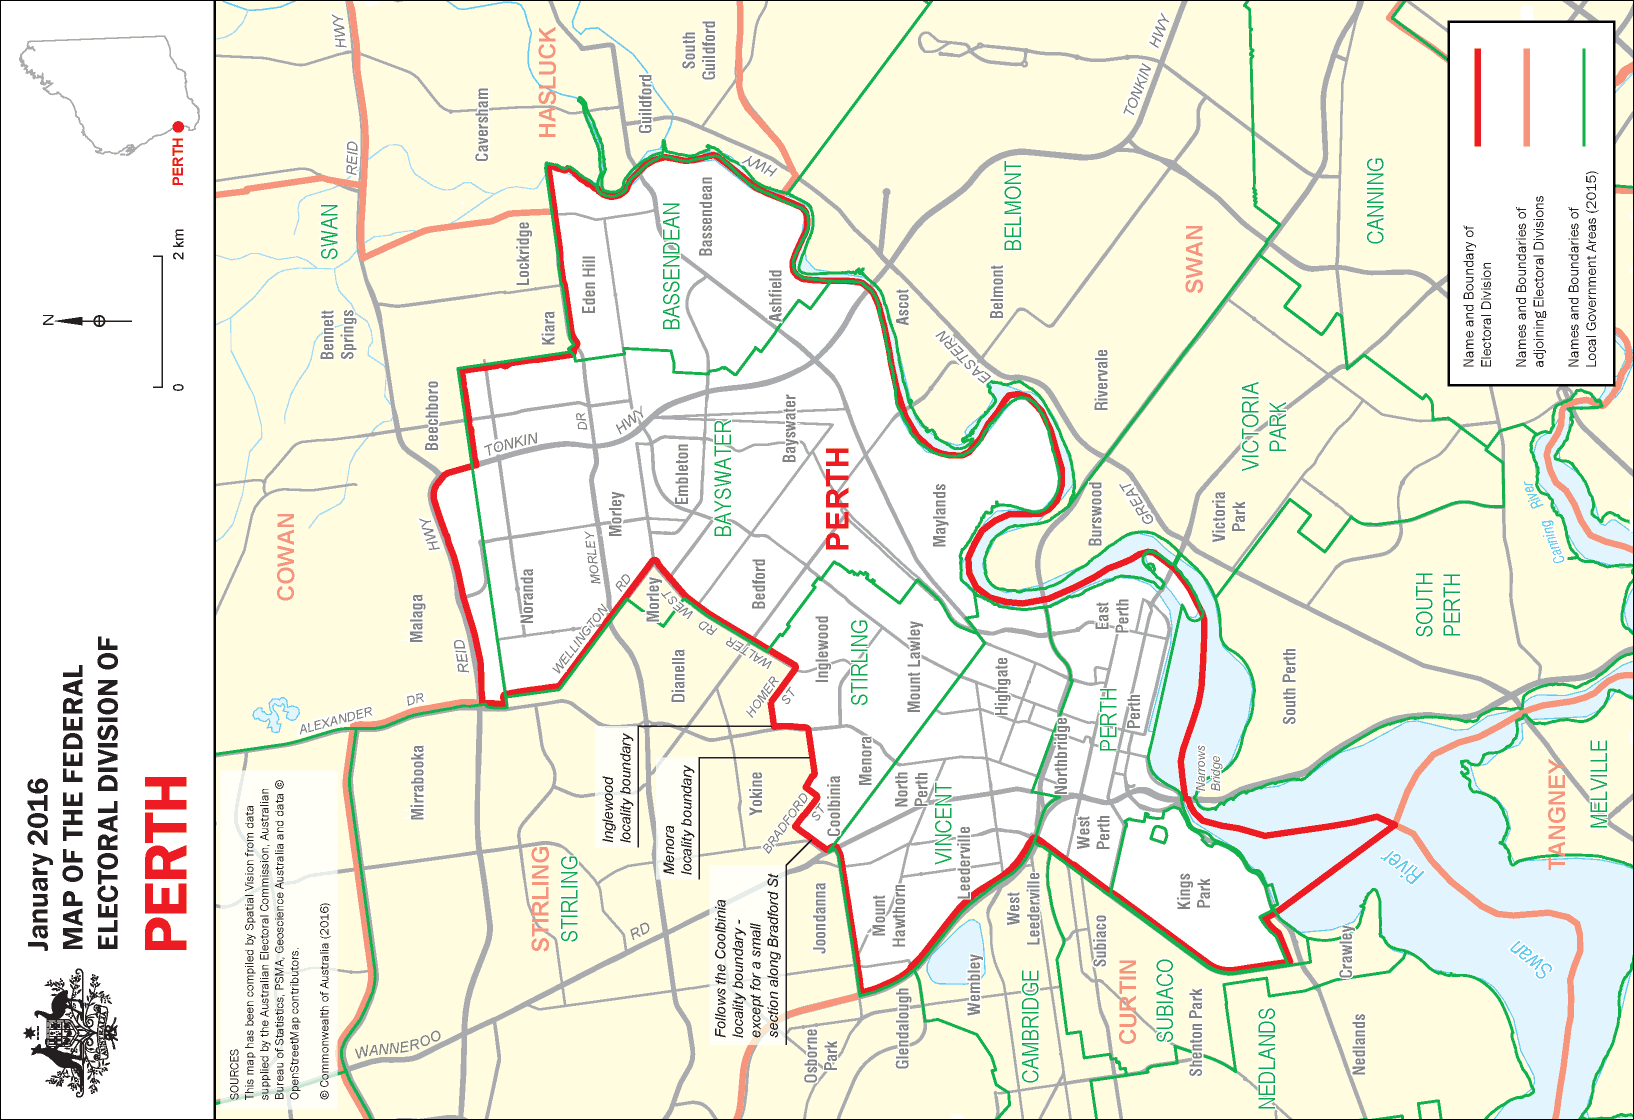 January 2016
MAP OF THE FEDERAL
ELECTORAL DIVISION OF
PERTH
N
0
2 km
PERTH
SOURCES
This map has been compiled by Spatial Vision from data
supplied by the Australian Electoral Commission, Australian
Bureau of Statistics, PSMA, Geoscience Australia and data ©
OpenStreetMap contributors.
© Commonwealth of Australia (2016)
Name and Boundary of
Electoral Division
Names and Boundaries of
adjoining Electoral Divisions
Names and Boundaries of
Local Government Areas (2015)
COWAN
SWAN
HASLUCK
Caversham
Guildford
South
Guildford
HWY
REID
Bennett
Springs
Lockridge
Kiara
Eden Hill
Beechboro
BASSENDEAN
Bassendean
Ashfield
HWY
TONKIN
HWY
BELMONT
Belmont
Ascot
EASTERN
SWAN
CANNING
Rivervale
VICTORIA
PARK
Burswood
GREAT
Victoria
Park
Canning
River
SOUTH
PERTH
South Perth
MELVILLE
TANGNEY
Malaga
REID
HWY
ALEXANDER
DR
Mirrabooka
TONKIN
HWY
DR
MORLEY
Noranda
Morley
Embleton
BAYSWATER
Bayswater
PERTH
Maylands
WELLINGTON
RD
Morley
WALTER
RD
WEST
Bedford
Dianella
HOMER
ST
Inglewood
STIRLING
Mount Lawley
Highgate
East
Perth
PERTH
Perth
Northbridge
Narrows
Bridge
Inglewood
locality boundary
Menora
locality boundary
Follows the Coolbinia
locality boundary -
except for a small
section along Bradford St
Yokine
BRADFORD
ST
Coolbinia
Menora
North
Perth
VINCENT
Leederville
West
Perth
Kings
Park
STIRLING
STIRLING
RD
WANNEROO
Joondanna
Mount
Hawthorn
Osborne
Park
Glendalough
Wembley
West
Leederville
CAMBRIDGE
Subiaco
CURTIN
SUBIACO
Shenton Park
NEDLANDS
Crawley
Nedlands
Swan
River